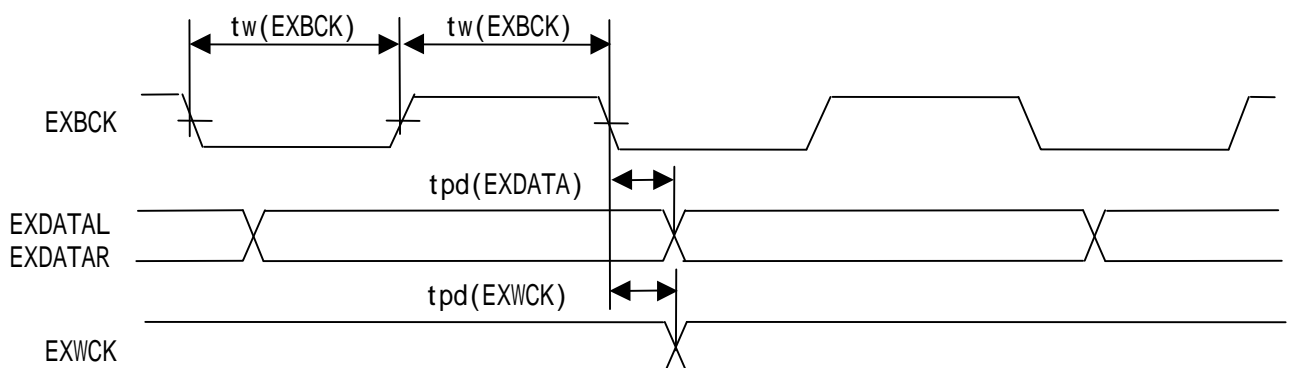 tw(EXBCK) tw(EXBCK)
EXBCK
tpd(EXDATA)
EXDATAL
EXDATAR
tpd(EXWCK)
EXWCK